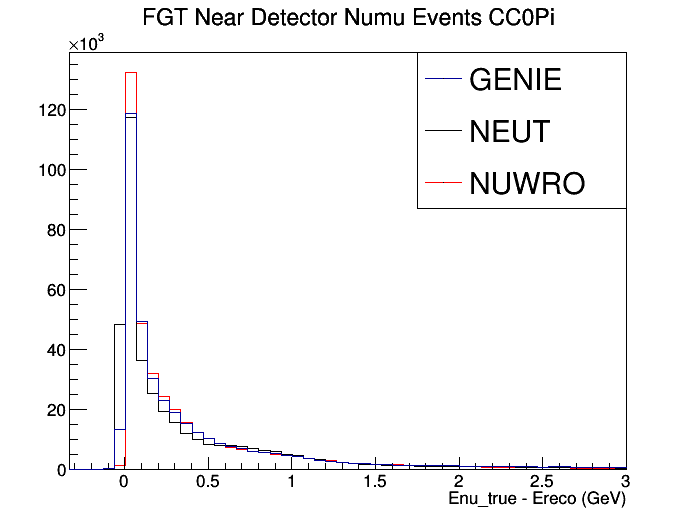 FGT Near Detector Numu Events CC0Pi
×10³
120
100
80
60
40
20
0
GENIE
NEUT
NUWRO
0 0.5 1 1.5 2 2.5 3
Enu_true - Ereco (GeV)